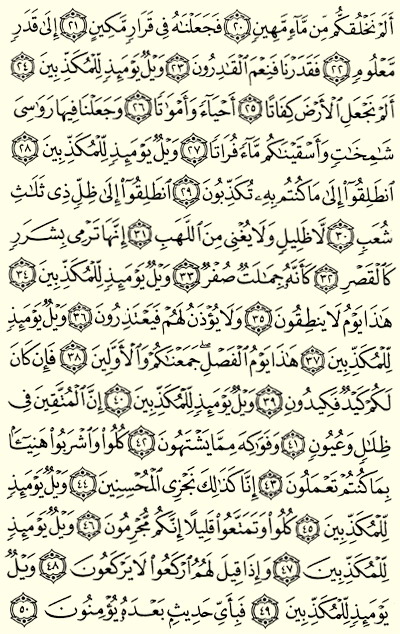 أَلَمْ نَخْلُقكُّم مِّن مَّآءٍ مَّهِينٍ ٢٠ فَجَعَلْنَٰهُ فِى قَرَارٍ مَّكِينٍ ٢١ إِلَىٰ قَدَرٍ
مَّعْلُومٍ ٢٢ فَقَدَرْنَا فَنِعْمَ ٱلْقَٰدِرُونَ ٢٣ وَيْلٌ يَوْمَئِذٍ لِّلْمُكَذِّبِينَ ٢٤
أَلَمْ نَجْعَلِ ٱلْأَرْضَ كِفَاتًا ٢٥ أَحْيَآءً وَأَمْوَٰتًا ٢٦ وَجَعَلْنَا فِيهَا رَوَٰسِىَ
شَٰمِخَٰتٍ وَأَسْقَيْنَٰكُم مَّآءً فُرَاتًا ٢٧ وَيْلٌ يَوْمَئِذٍ لِّلْمُكَذِّبِينَ ٢٨
ٱنطَلِقُوٓا۟ إِلَىٰ مَا كُنتُم بِهِۦ تُكَذِّبُونَ ٢٩ ٱنطَلِقُوٓا۟ إِلَىٰ ظِلٍّ ذِى ثَلَٰثِ
شُعَبٍ ٣٠ لَّا ظَلِيلٍ وَلَا يُغْنِى مِنَ ٱللَّهَبِ ٣١ إِنَّهَا تَرْمِى بِشَرَرٍ
كَٱلْقَصْرِ ٣٢ كَأَنَّهُۥ جِمَٰلَتٌ صُفْرٌ ٣٣ وَيْلٌ يَوْمَئِذٍ لِّلْمُكَذِّبِينَ ٣٤
هَٰذَا يَوْمُ لَا يَنطِقُونَ ٣٥ وَلَا يُؤْذَنُ لَهُمْ فَيَعْتَذِرُونَ ٣٦ وَيْلٌ يَوْمَئِذٍ
لِّلْمُكَذِّبِينَ ٣٧ هَٰذَا يَوْمُ ٱلْفَصْلِ ۖ جَمَعْنَٰكُمْ وَٱلْأَوَّلِينَ ٣٨ فَإِن كَانَ
لَكُمْ كَيْدٌ فَكِيدُونِ ٣٩ وَيْلٌ يَوْمَئِذٍ لِّلْمُكَذِّبِينَ ٤٠ إِنَّ ٱلْمُتَّقِينَ فِى
ظِلَٰلٍ وَعُيُونٍ ٤١ وَفَوَٰكِهَ مِمَّا يَشْتَهُونَ ٤٢ كُلُوا۟ وَٱشْرَبُوا۟ هَنِيٓـًٔۢا
بِمَا كُنتُمْ تَعْمَلُونَ ٤٣ إِنَّا كَذَٰلِكَ نَجْزِى ٱلْمُحْسِنِينَ ٤٤ وَيْلٌ يَوْمَئِذٍ
لِّلْمُكَذِّبِينَ ٤٥ كُلُوا۟ وَتَمَتَّعُوا۟ قَلِيلًا إِنَّكُم مُّجْرِمُونَ ٤٦ وَيْلٌ يَوْمَئِذٍ
لِّلْمُكَذِّبِينَ ٤٧ وَإِذَا قِيلَ لَهُمُ ٱرْكَعُوا۟ لَا يَرْكَعُونَ ٤٨ وَيْلٌ
يَوْمَئِذٍ لِّلْمُكَذِّبِينَ ٤٩ فَبِأَىِّ حَدِيثٍۭ بَعْدَهُۥ يُؤْمِنُونَ ٥٠